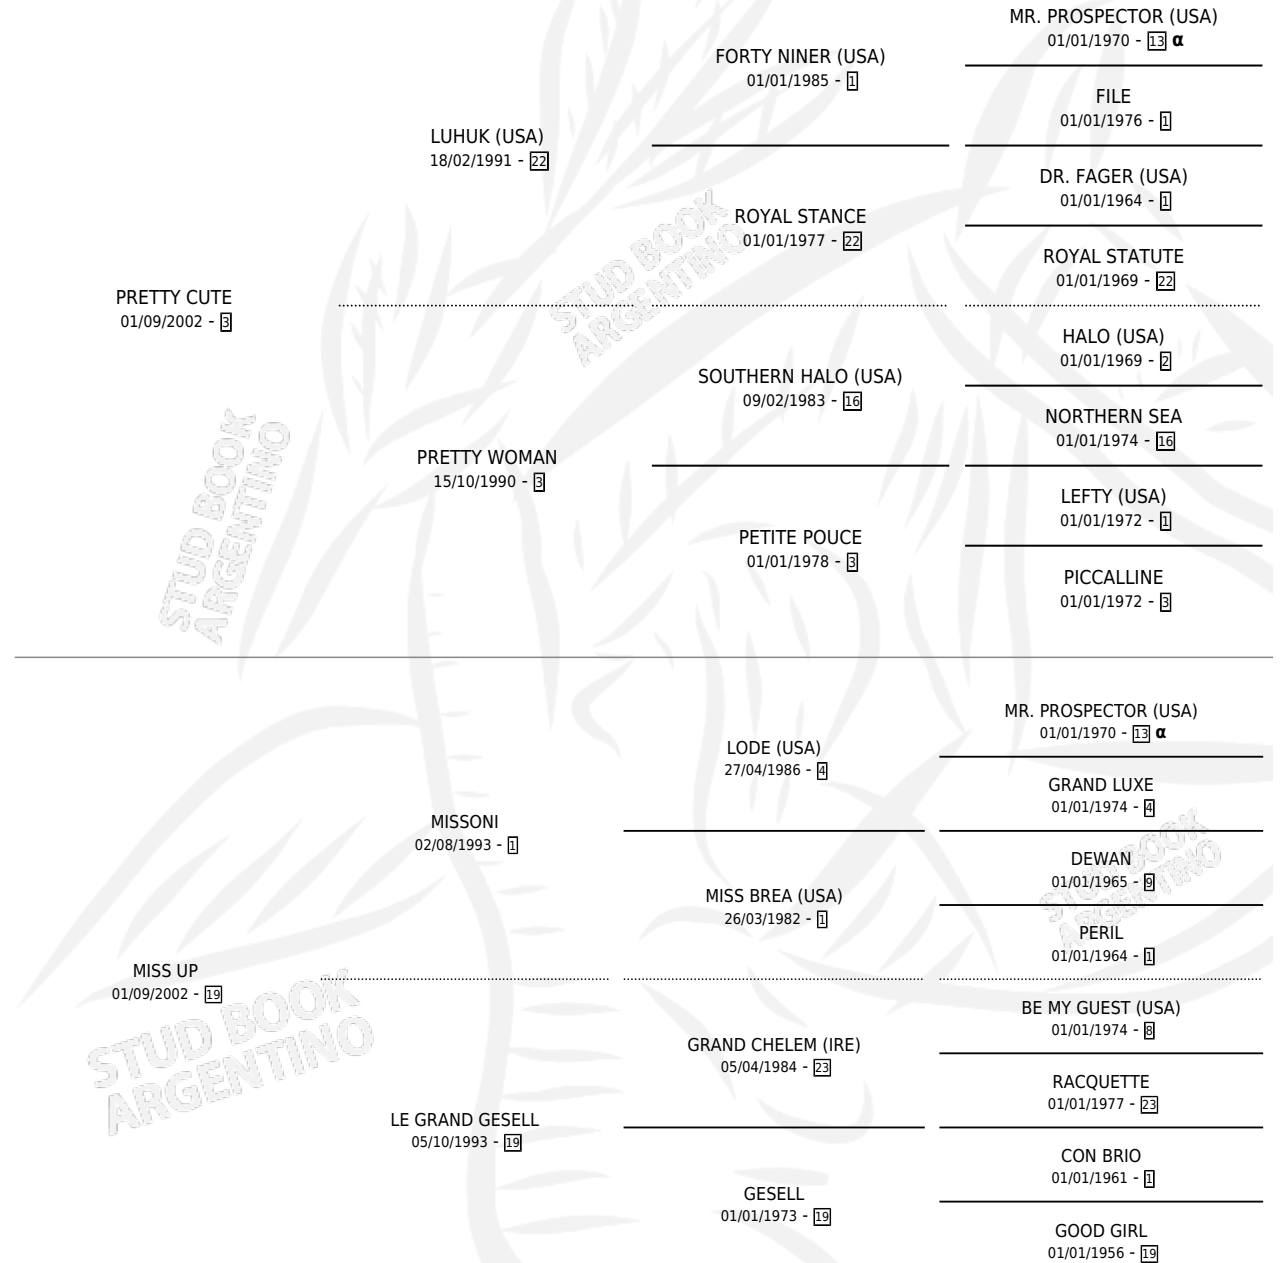 MR. PROSPECTOR (USA)
01/01/1970 - 13 α
FORTY NINER (USA)
01/01/1985 - 1
FILE
01/01/1976 - 1
LUHUK (USA)
18/02/1991 - 22
DR. FAGER (USA)
01/01/1964 - 1
ROYAL STANCE
01/01/1977 - 22
ROYAL STATUTE
01/01/1969 - 22
PRETTY CUTE
01/09/2002 - 3
HALO (USA)
01/01/1969 - 2
SOUTHERN HALO (USA)
09/02/1983 - 16
NORTHERN SEA
01/01/1974 - 16
PRETTY WOMAN
15/10/1990 - 3
LEFTY (USA)
01/01/1972 - 1
PETITE POUCE
01/01/1978 - 3
PICCALLINE
01/01/1972 - 3
MR. PROSPECTOR (USA)
01/01/1970 - 13 α
LODE (USA)
27/04/1986 - 4
GRAND LUXE
01/01/1974 - 4
MISSONI
02/08/1993 - 1
DEWAN
01/01/1965 - 9
MISS BREA (USA)
26/03/1982 - 1
PERIL
01/01/1964 - 1
MISS UP
01/09/2002 - 19
BE MY GUEST (USA)
01/01/1974 - 8
GRAND CHELEM (IRE)
05/04/1984 - 23
RACQUETTE
01/01/1977 - 23
LE GRAND GESELL
05/10/1993 - 19
CON BRIO
01/01/1961 - 1
GESELL
01/01/1973 - 19
GOOD GIRL
01/01/1956 - 19
STUD BOOK
ARGENTINO
STUD BOOK
ARGENTINO
STUD BOOK
ARGENTINO
STUD BOOK
ARGENTINO